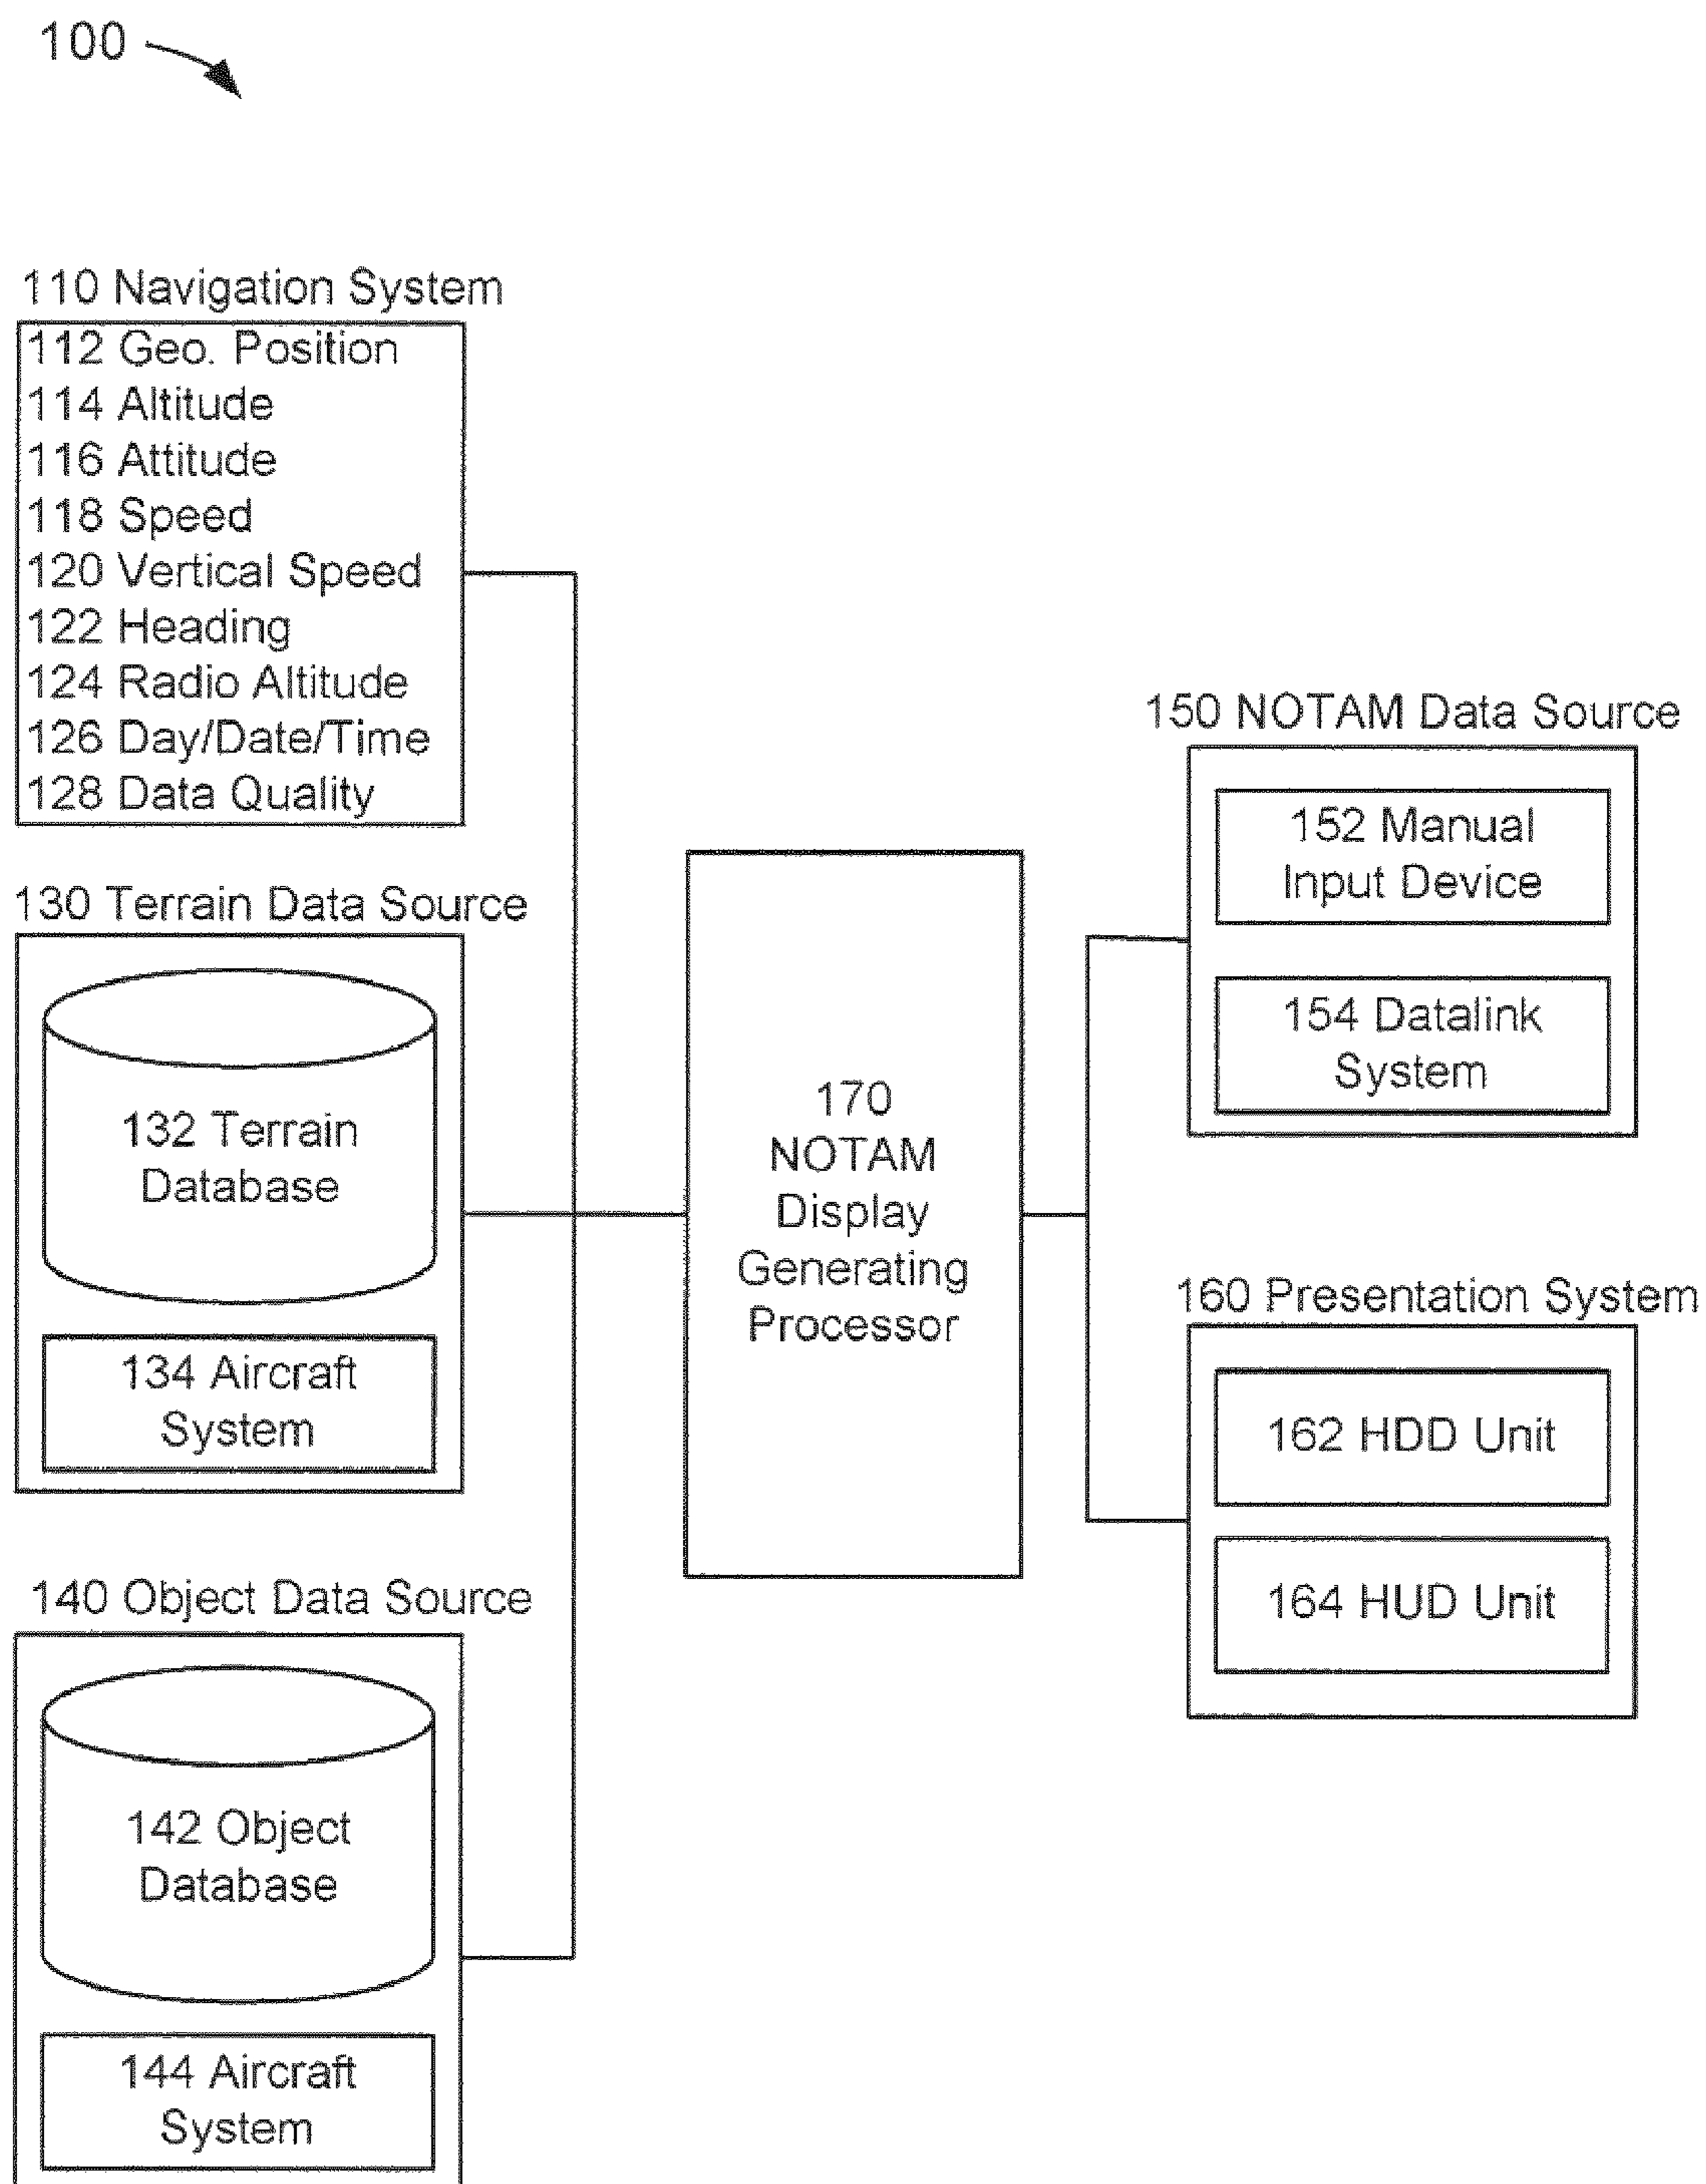 100
110 Navigation System
112 Geo. Position
114 Altitude
116 Attitude
118 Speed
120 Vertical Speed
122 Heading
124 Radio Altitude
126 Day/Date/Time
128 Data Quality
130 Terrain Data Source
132 Terrain
Database
134 Aircraft
System
140 Object Data Source
142 Object
Database
144 Aircraft
System
170
NOTAM
Display
Generating
Processor
150 NOTAM Data Source
152 Manual
Input Device
154 Datalink
System
160 Presentation System
162 HDD Unit
164 HUD Unit